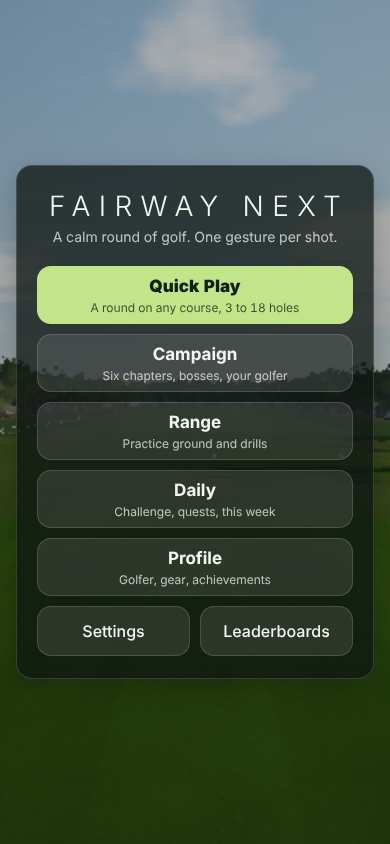 FAIRWAY NEXT
A calm round of golf. One gesture per shot.
Quick Play
A round on any course, 3 to 18 holes
Campaign
Six chapters, bosses, your golfer
Range
Practice ground and drills
Daily
Challenge, quests, this week
Profile
Golfer, gear, achievements
Settings
Leaderboards